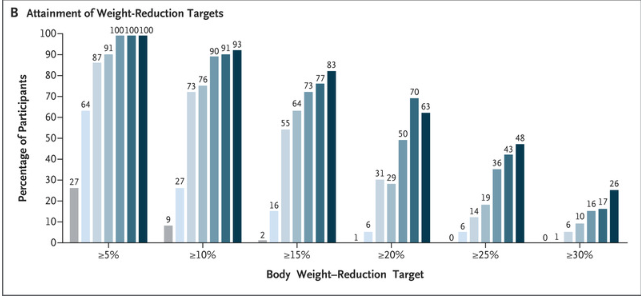 B Attainment of Weight-Reduction Targets
Percentage of Participants
100
90
80
70
60
50
40
30
20
10
0
27 64 87 91 100 100 100
9 27 73 76 90 91 93
2 16 55 64 73 77 83
1 6 31 29 50 70 63
0 6 14 19 36 43 48
0 1 6 10 16 17 26
≥5% ≥10% ≥15% ≥20% ≥25% ≥30%
Body Weight–Reduction Target